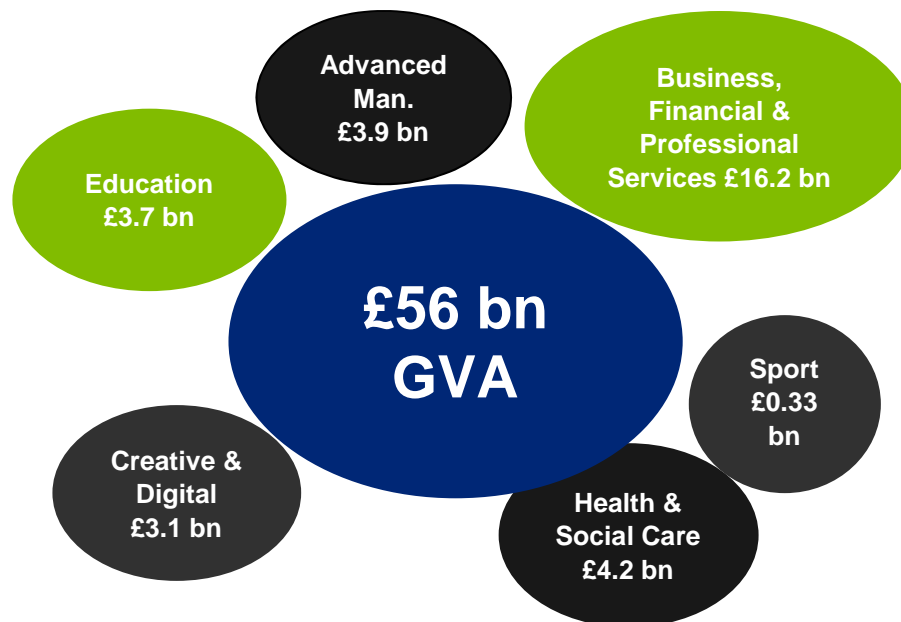 Advanced
Man.
£3.9 bn
Business,
Financial &
Professional
Services £16.2 bn
Education
£3.7 bn
£56 bn
GVA
Sport
£0.33
bn
Creative &
Digital
£3.1 bn
Health &
Social Care
£4.2 bn